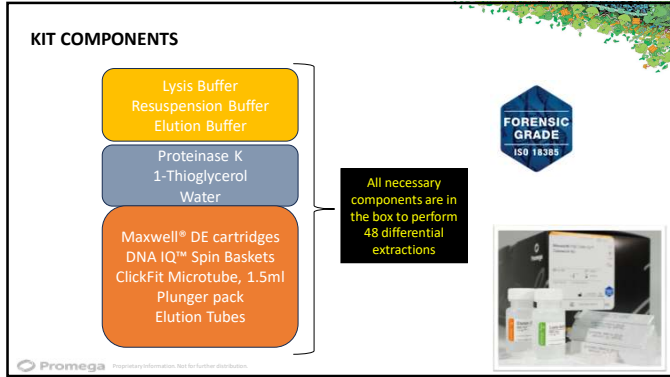 KIT COMPONENTS
Lysis Buffer
Resuspension Buffer
Elution Buffer
Proteinase K
1-Thioglycerol
Water
Maxwell® DE cartridges
DNA IQ™ Spin Baskets
ClickFit Microtube, 1.5ml
Plunger pack
Elution Tubes
All necessary
components are in
the box to perform
48 differential
extractions
FORENSIC
GRADE
ISO 18385
Promega Proprietary Information. Not for further distribution.